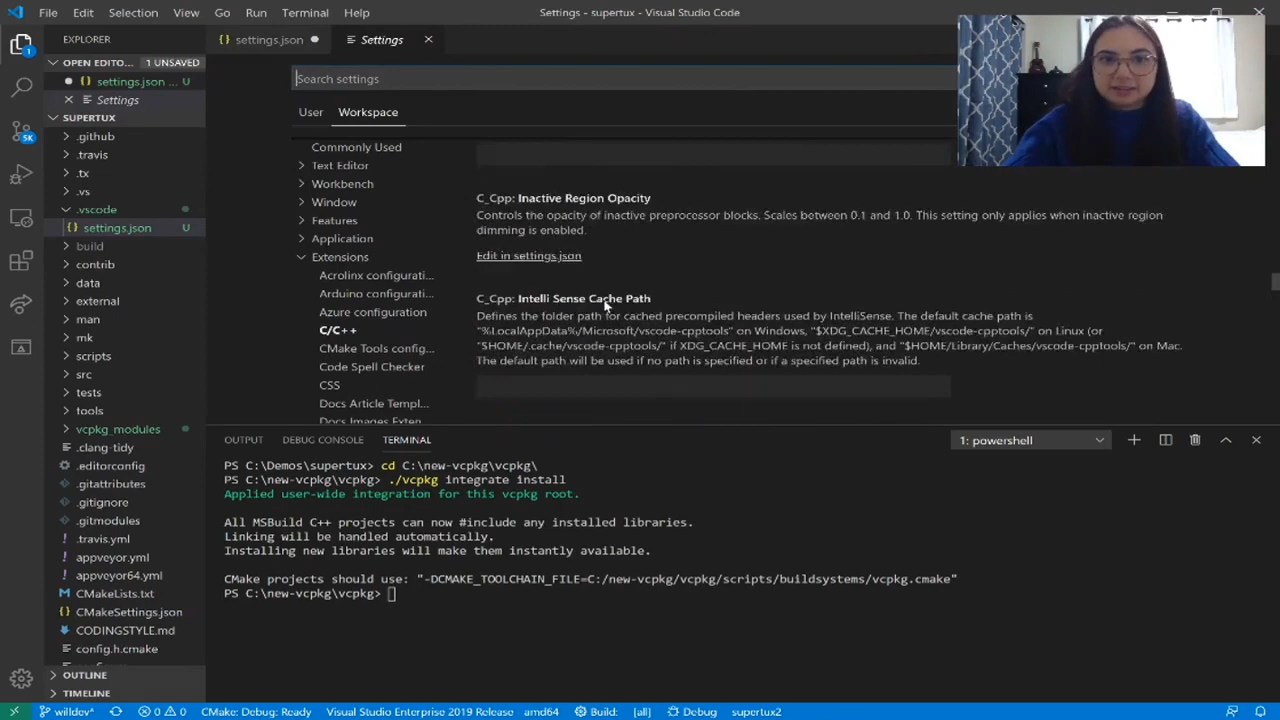 File Edit Selection View Go Run Terminal Help
Settings - supertux - Visual Studio Code
EXPLORER
settings.json
Settings
OPEN EDITO... 1 UNSAVED
settings.json ... U
Settings
SUPERTUX
.github
.travis
.tx
.vs
.vscode
settings.json U
build
contrib
data
external
man
mk
scripts
src
tests
tools
vcpkg_modules
.clang-tidy
.editorconfig
.gitattributes
.gitignore
.gitmodules
.travis.yml
appveyor.yml
appveyor64.yml
CMakeLists.txt
CMakeSettings.json
CODINGSTYLE.md
config.h.cmake
OUTLINE
TIMELINE
1
5K
Search settings
User Workspace
Commonly Used
Text Editor
Workbench
Window
Features
Application
Extensions
Acrolinx configurati...
Arduino configurati...
Azure configuration
C/C++
CMake Tools config...
Code Spell Checker
CSS
Docs Article Templ...
Docs Images Exten...
C_Cpp: Inactive Region Opacity
Controls the opacity of inactive preprocessor blocks. Scales between 0.1 and 1.0. This setting only applies when inactive region
dimming is enabled.
Edit in settings.json
C_Cpp: Intelli Sense Cache Path
Defines the folder path for cached precompiled headers used by IntelliSense. The default cache path is
"%LocalAppData%/Microsoft/vscode-cpptools" on Windows, "$XDG_CACHE_HOME/vscode-cpptools/" on Linux (or
"$HOME/.cache/vscode-cpptools/" if XDG_CACHE_HOME is not defined), and "$HOME/Library/Caches/vscode-cpptools/" on Mac.
The default path will be used if no path is specified or if a specified path is invalid.
OUTPUT DEBUG CONSOLE TERMINAL
1: powershell
PS C:\Demos\supertux> cd C:\new-vcpkg\vcpkg\
PS C:\new-vcpkg\vcpkg> ./vcpkg integrate install
Applied user-wide integration for this vcpkg root.
All MSBuild C++ projects can now #include any installed libraries.
Linking will be handled automatically.
Installing new libraries will make them instantly available.
CMake projects should use: "-DCMAKE_TOOLCHAIN_FILE=C:/new-vcpkg/vcpkg/scripts/buildsystems/vcpkg.cmake"
PS C:\new-vcpkg\vcpkg>
willdev* 0 0 CMake: Debug: Ready Visual Studio Enterprise 2019 Release - amd64 Build: [all] Debug supertux2